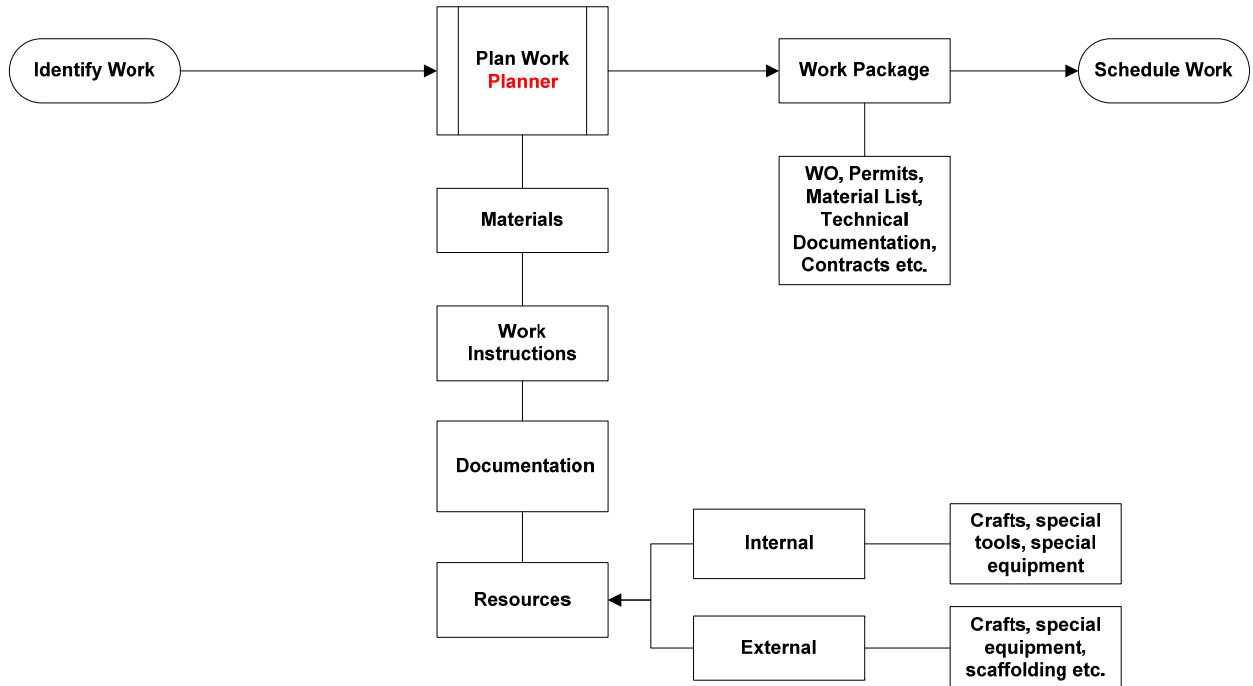 Identify Work
Plan Work
Planner
Work Package
Schedule Work
WO, Permits,
Material List,
Technical
Documentation,
Contracts etc.
Materials
Work
Instructions
Documentation
Resources
Internal
Crafts, special
tools, special
equipment
External
Crafts, special
equipment,
scaffolding etc.